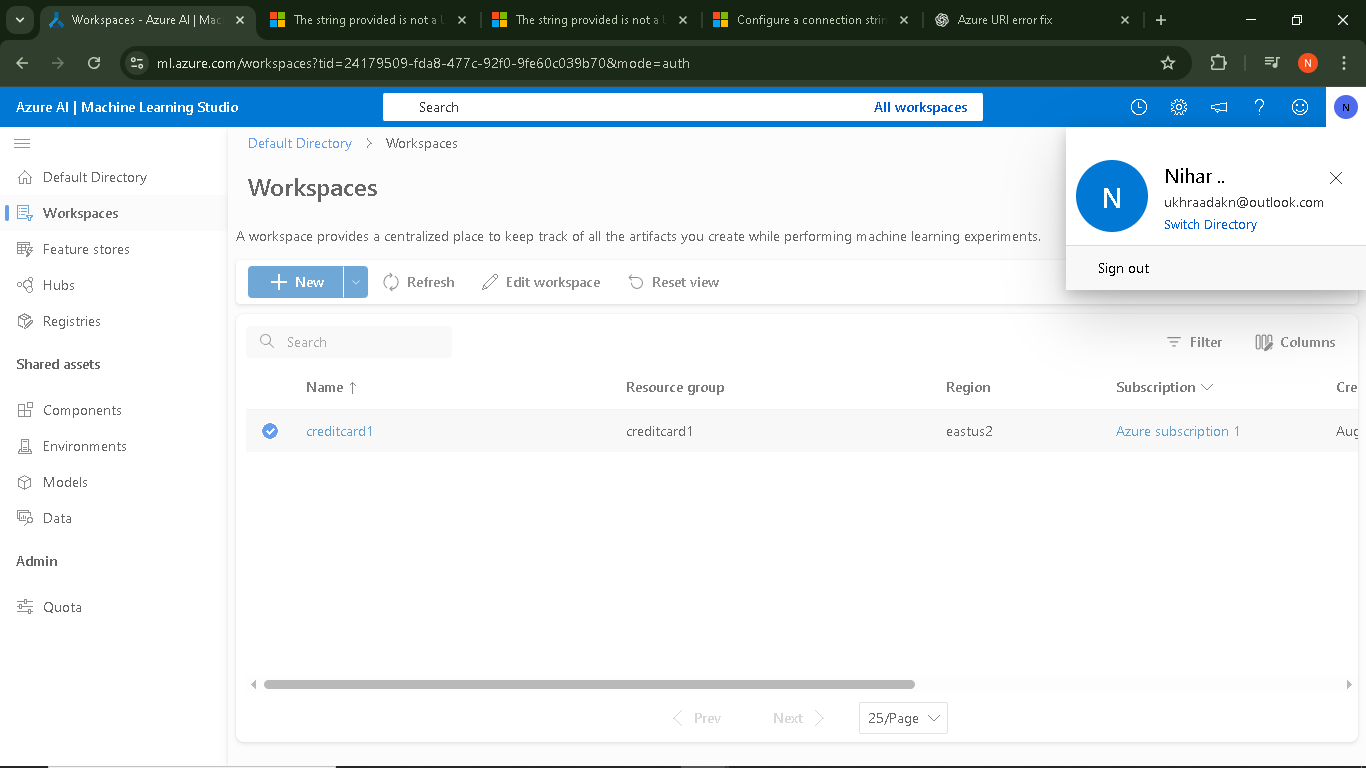 Workspaces - Azure AI | Mac
The string provided is not a
The string provided is not a
Configure a connection strin
Azure URI error fix
ml.azure.com/workspaces?tid=24179509-fda8-477c-92f0-9fe60c039b70&mode=auth
N
Azure AI | Machine Learning Studio
Search
All workspaces
N
Default Directory > Workspaces
Default Directory
Workspaces
Feature stores
Hubs
Registries
Shared assets
Components
Environments
Models
Data
Admin
Quota
Workspaces
A workspace provides a centralized place to keep track of all the artifacts you create while performing machine learning experiments.
New
Refresh
Edit workspace
Reset view
Search
Filter
Columns
Name ↑
Resource group
Region
Subscription
Cre
creditcard1
creditcard1
eastus2
Azure subscription 1
Aug
Prev
Next
25/Page
N
Nihar ..
ukhraadakn@outlook.com
Switch Directory
Sign out